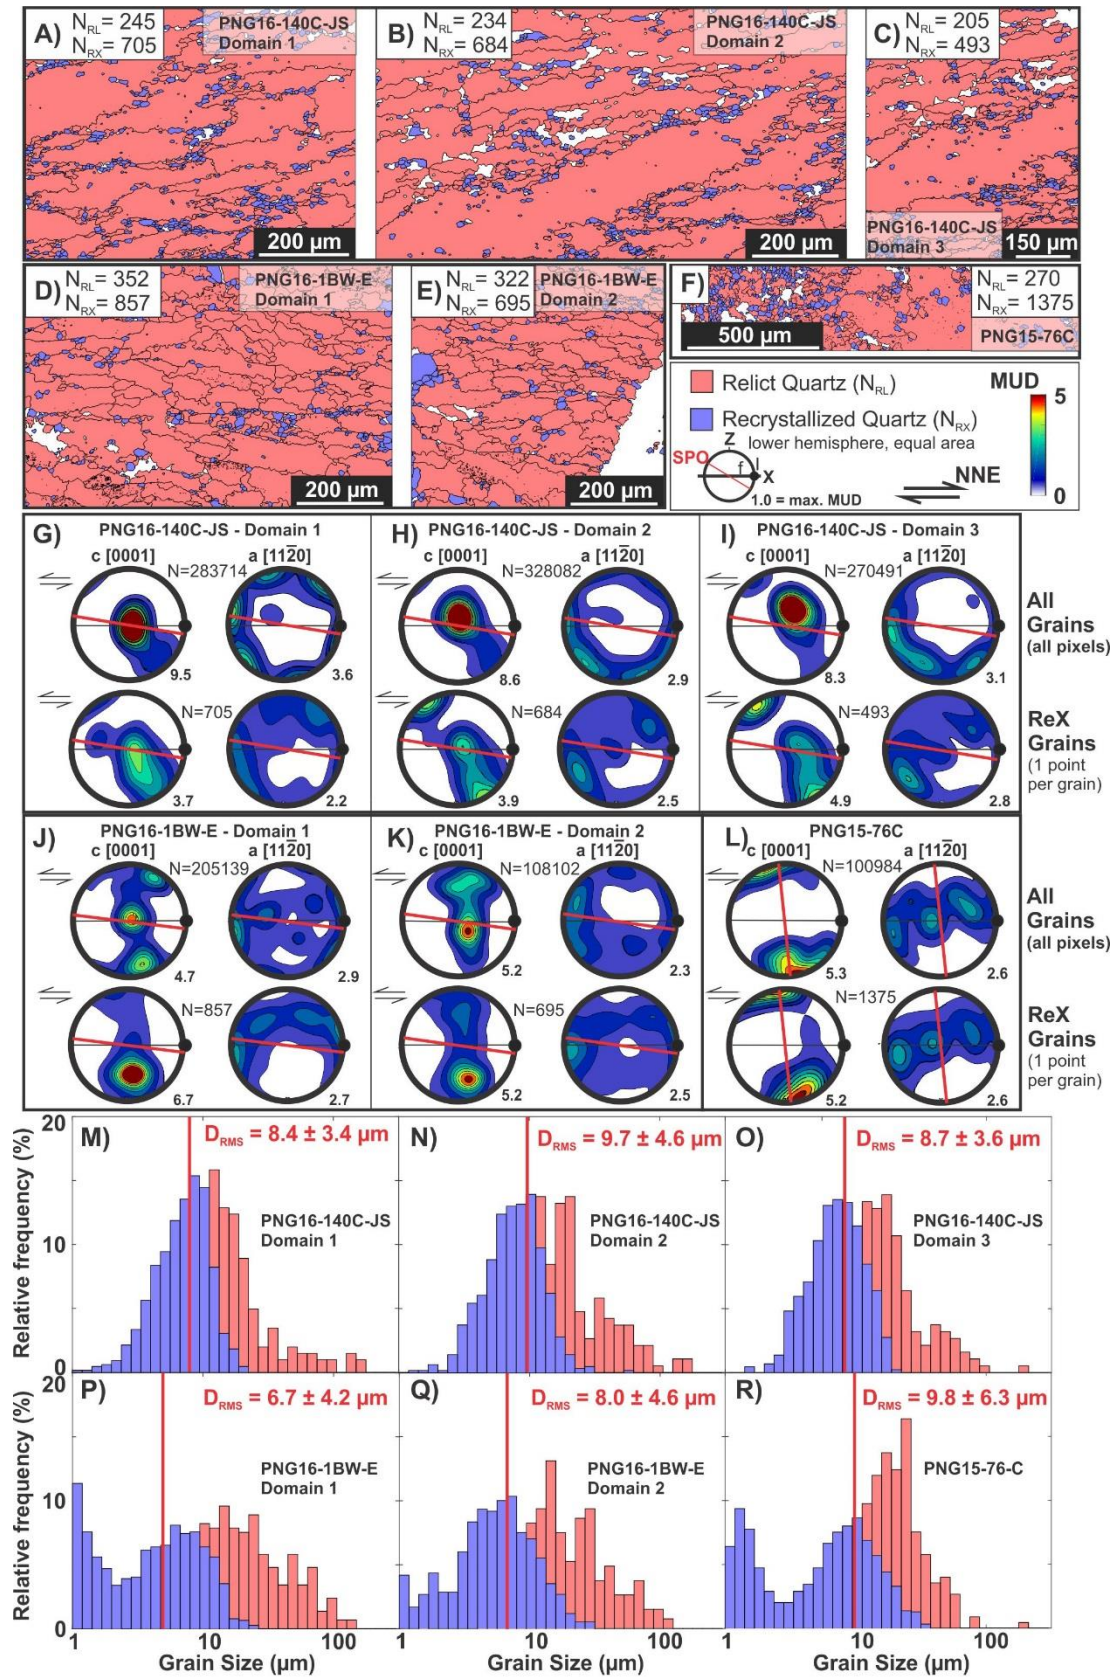 A) N_RL = 245
N_RX = 705
PNG16-140C-JS
Domain 1
200 µm
B) N_RL = 234
N_RX = 684
PNG16-140C-JS
Domain 2
200 µm
C) N_RL = 205
N_RX = 493
PNG16-140C-JS
Domain 3
150 µm
D) N_RL = 352
N_RX = 857
PNG16-1BW-E
Domain 1
200 µm
E) N_RL = 322
N_RX = 695
PNG16-1BW-E
Domain 2
200 µm
F) N_RL = 270
N_RX = 1375
500 µm
PNG15-76C
Relict Quartz (N_RL)
Recrystallized Quartz (N_RX)
lower hemisphere, equal area
SPO Z f l X
1.0 = max. MUD
NNE
MUD
5
0
G) PNG16-140C-JS - Domain 1
c [0001] a [112̄0]
N=283714
9.5 3.6
N=705
3.7 2.2
H) PNG16-140C-JS - Domain 2
c [0001] a [112̄0]
N=328082
8.6 2.9
N=684
3.9 2.5
I) PNG16-140C-JS - Domain 3
c [0001] a [112̄0]
N=270491
8.3 3.1
N=493
4.9 2.8
All
Grains
(all pixels)
ReX
Grains
(1 point
per grain)
J) PNG16-1BW-E - Domain 1
c [0001] a [112̄0]
N=205139
4.7 2.9
N=857
6.7 2.7
K) PNG16-1BW-E - Domain 2
c [0001] a [112̄0]
N=108102
5.2 2.3
N=695
5.2 2.5
L) PNG15-76C
c [0001] a [112̄0]
N=100984
5.3 2.6
N=1375
5.2 2.6
All
Grains
(all pixels)
ReX
Grains
(1 point
per grain)
Relative frequency (%)
20
10
0
M) D_RMS = 8.4 ± 3.4 µm
PNG16-140C-JS
Domain 1
N) D_RMS = 9.7 ± 4.6 µm
PNG16-140C-JS
Domain 2
O) D_RMS = 8.7 ± 3.6 µm
PNG16-140C-JS
Domain 3
Relative frequency (%)
20
10
0
P) D_RMS = 6.7 ± 4.2 µm
PNG16-1BW-E
Domain 1
Q) D_RMS = 8.0 ± 4.6 µm
PNG16-1BW-E
Domain 2
R) D_RMS = 9.8 ± 6.3 µm
PNG15-76-C
1 10 100 1 10 100 1 10 100
Grain Size (µm) Grain Size (µm) Grain Size (µm)